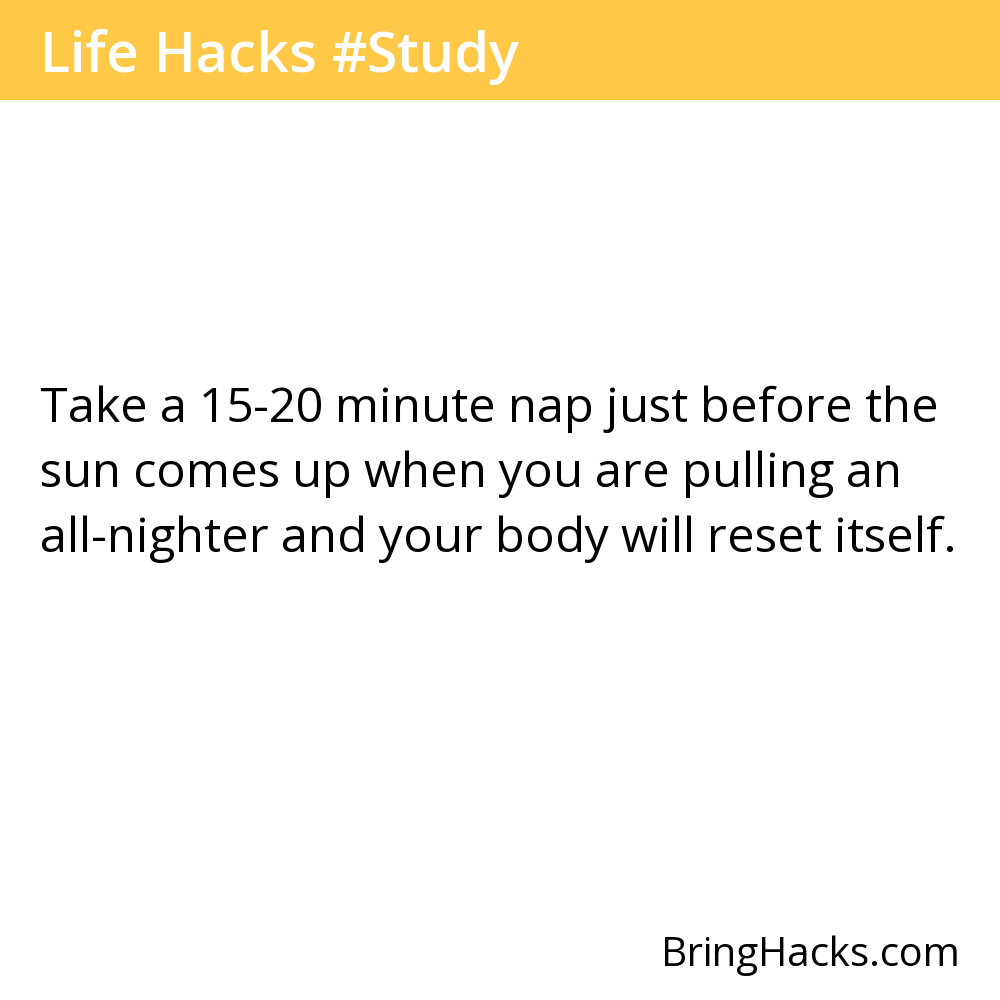 Life Hacks #Study
Take a 15-20 minute nap just before the
sun comes up when you are pulling an
all-nighter and your body will reset itself.
BringHacks.com